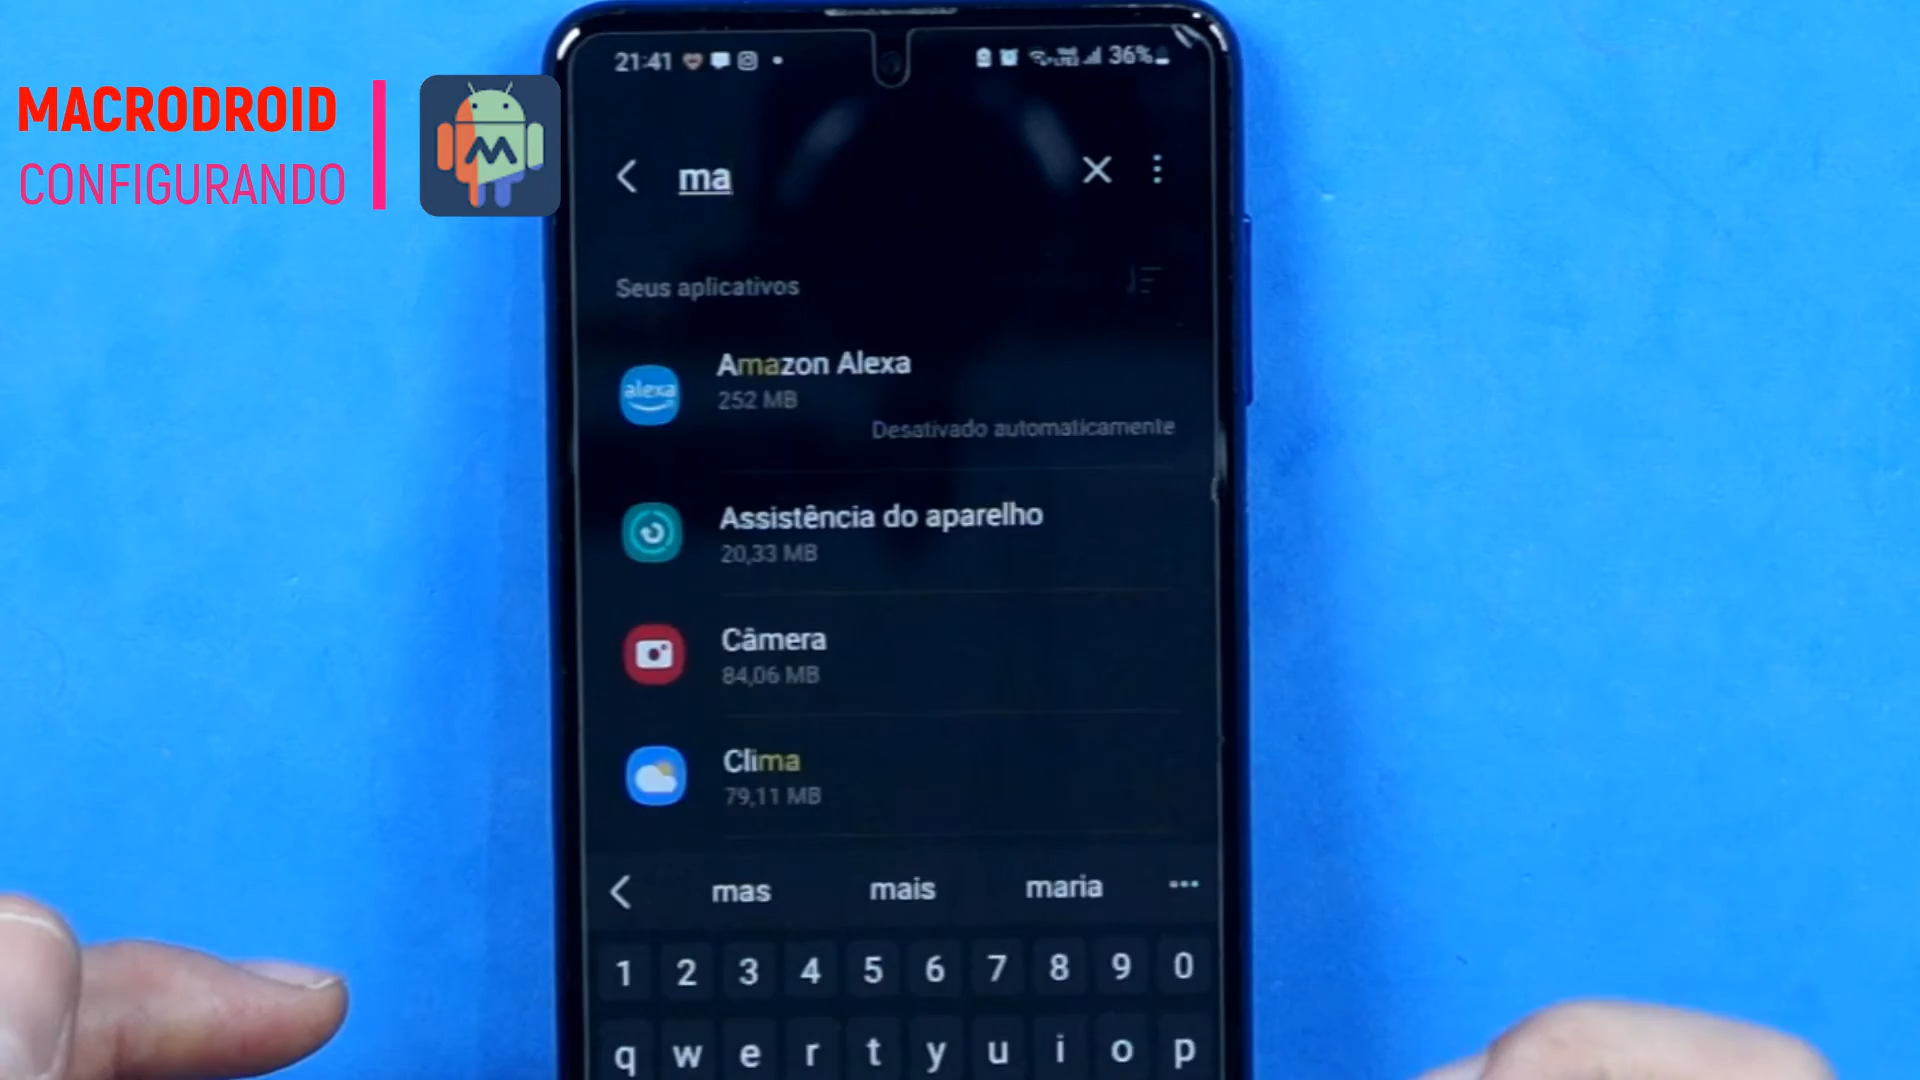 MACRODROID
CONFIGURANDO
21:41
36%
ma
Seus aplicativos
alexa
Amazon Alexa
252 MB
Desativado automaticamente
Assistência do aparelho
20,33 MB
Câmera
84,06 MB
Clima
79,11 MB
mas mais maria
1 2 3 4 5 6 7 8 9 0
q w e r t y u i o p